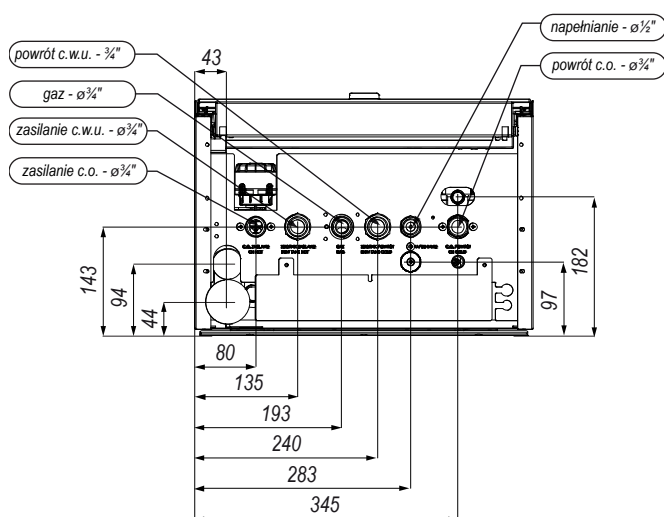 powrót c.w.u. - ¾"
gaz - ø¾"
zasilanie c.w.u. - ø¾"
zasilanie c.o. - ø¾"
napełnianie - ø½"
powrót c.o. - ø¾"
43
143
94
44
182
97
80
135
193
240
283
345